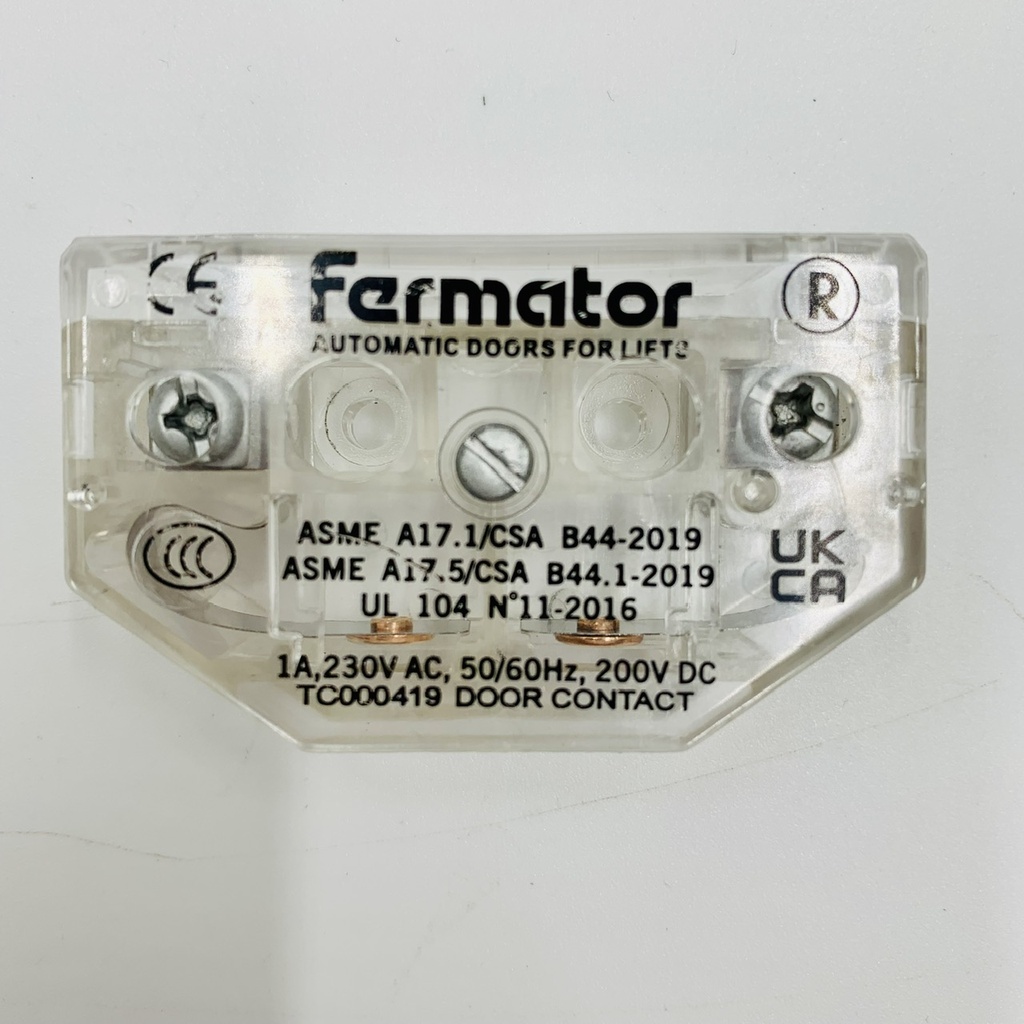 CE fermator ®
AUTOMATIC DOORS FOR LIFTS
ASME A17.1/CSA B44-2019
ASME A17.5/CSA B44.1-2019
UL 104 N°11-2016
CCC
UK
CA
1A,230V AC, 50/60Hz, 200V DC
TC000419 DOOR CONTACT